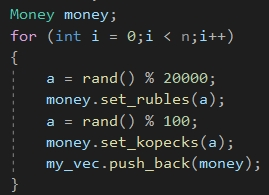 Money money;
for (int i = 0;i < n;i++)
{
a = rand() % 20000;
money.set_rubles(a);
a = rand() % 100;
money.set_kopecks(a);
my_vec.push_back(money);
}